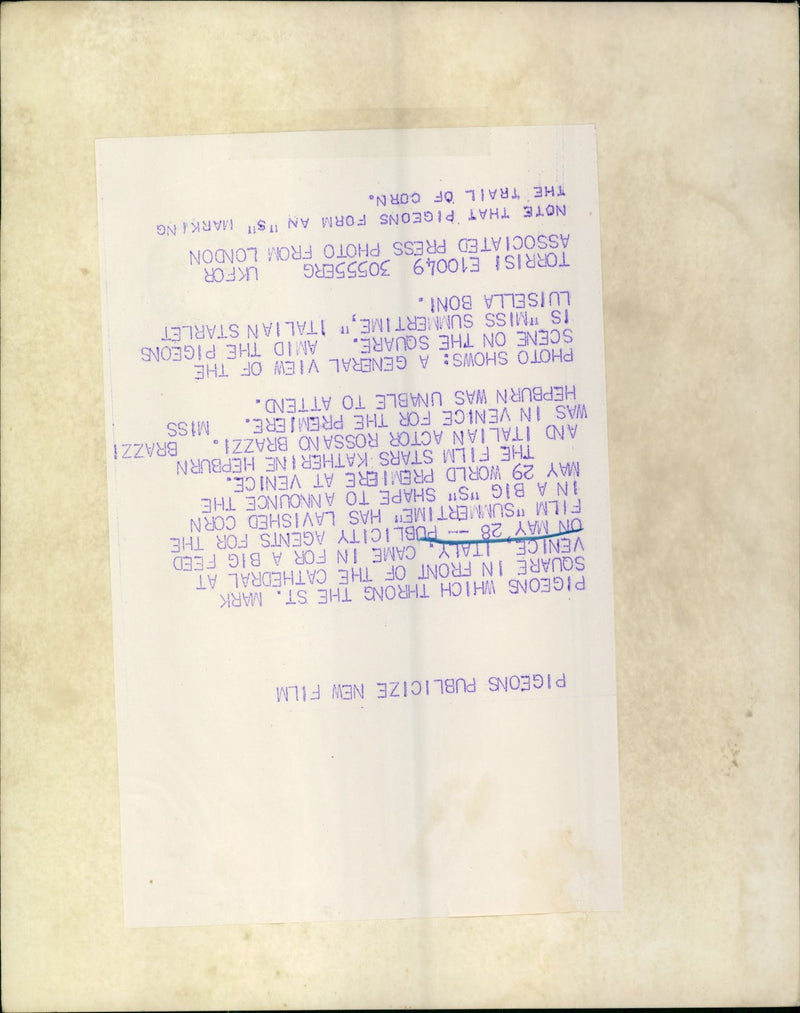 PIGEONS PUBLICIZE NEW FILM
PIGEONS WHICH THRONG THE ST. MARK
SQUARE IN FRONT OF THE CATHEDRAL AT
VENICE, ITALY, CAME IN FOR A BIG FEED
ON MAY 28 -- PUBLICITY AGENTS FOR THE
FILM "SUMMERTIME" HAS LAVISHED CORN
IN A BIG "S" SHAPE TO ANNOUNCE THE
MAY 29 WORLD PREMIERE AT VENICE.
THE FILM STARS KATHERINE HEPBURN
AND ITALIAN ACTOR ROSSANO BRAZZI. BRAZZI
WAS IN VENICE FOR THE PREMIERE. MISS
HEPBURN WAS UNABLE TO ATTEND.
PHOTO SHOWS: A GENERAL VIEW OF THE
SCENE ON THE SQUARE. AMID THE PIGEONS
IS "MISS SUMMERTIME," ITALIAN STARLET
LUISELLA BONI.
TORRISI E10049 30555ERG UKFOR
ASSOCIATED PRESS PHOTO FROM LONDON
NOTE THAT PIGEONS FORM AN "S" MARKING
THE TRAIL OF CORN.